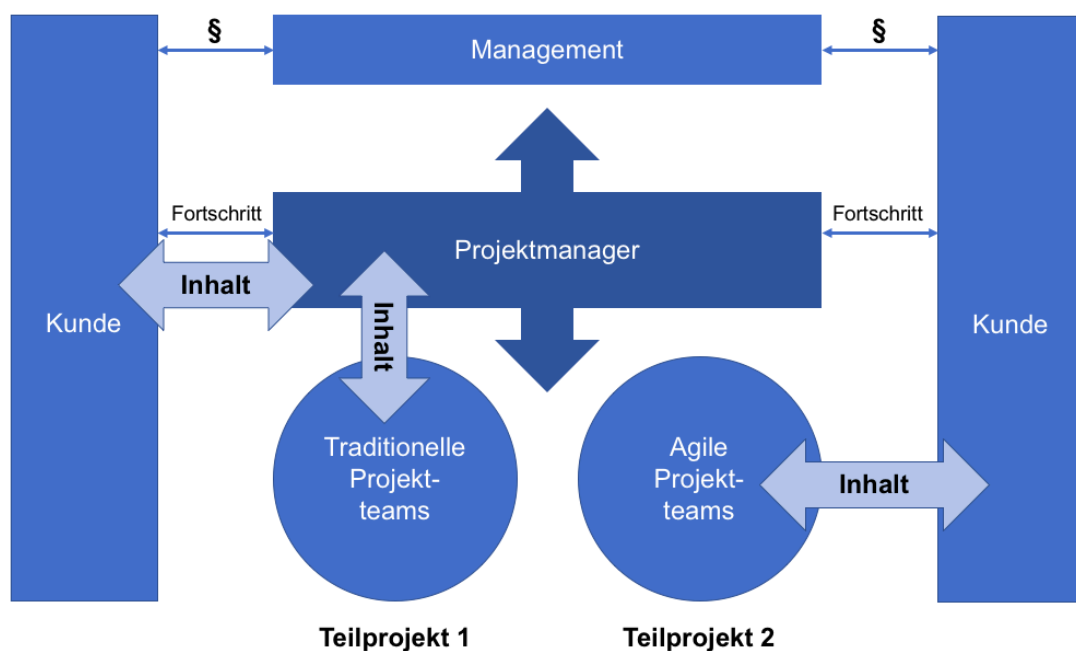 §
Management
§
Fortschritt
Projektmanager
Fortschritt
Inhalt
Kunde
Inhalt
Kunde
Traditionelle
Projekt-
teams
Agile
Projekt-
teams
Inhalt
Teilprojekt 1
Teilprojekt 2